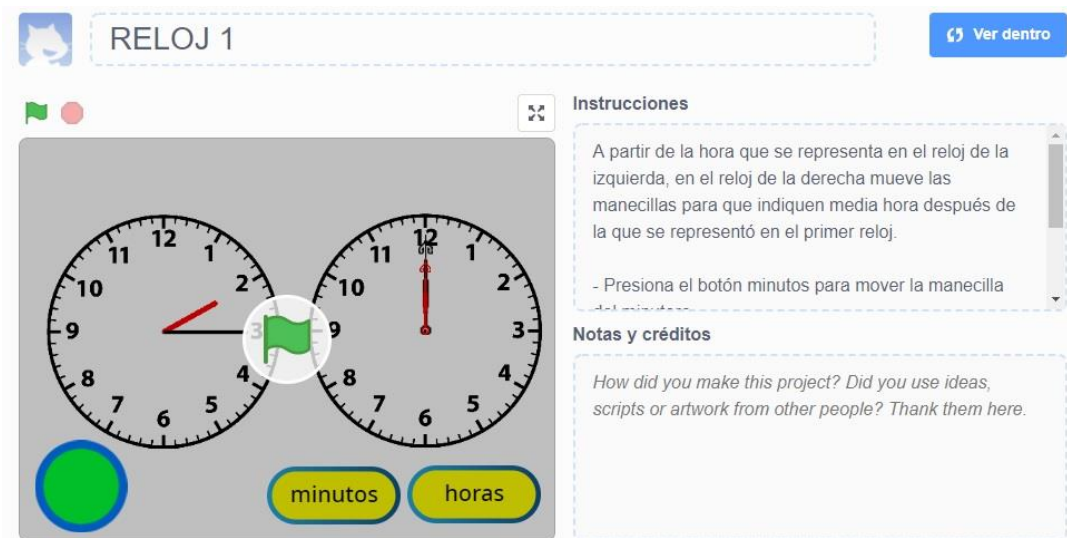 RELOJ 1
Ver dentro
Instrucciones
A partir de la hora que se representa en el reloj de la
izquierda, en el reloj de la derecha mueve las
manecillas para que indiquen media hora después de
la que se representó en el primer reloj.
- Presiona el botón minutos para mover la manecilla
Notas y créditos
How did you make this project? Did you use ideas,
scripts or artwork from other people? Thank them here.
12
1
2
3
4
5
6
7
8
9
10
11
12
1
2
3
4
5
6
7
8
9
10
11
minutos
horas